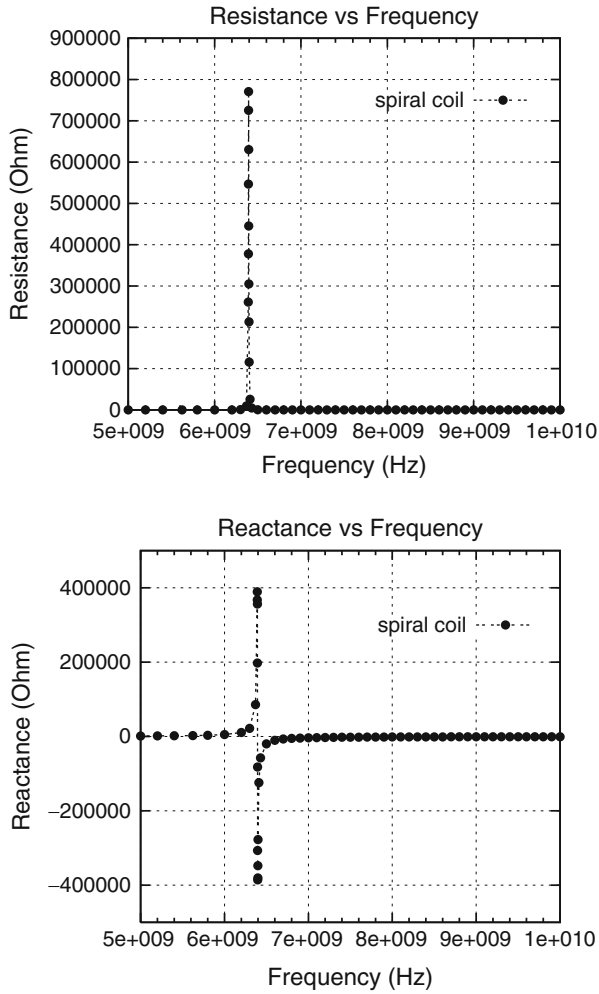 Resistance vs Frequency
900000
800000
700000
600000
500000
400000
300000
200000
100000
0
Resistance (Ohm)
spiral coil
5e+009 6e+009 7e+009 8e+009 9e+009 1e+010
Frequency (Hz)
Reactance vs Frequency
400000
200000
0
−200000
−400000
Reactance (Ohm)
spiral coil
5e+009 6e+009 7e+009 8e+009 9e+009 1e+010
Frequency (Hz)